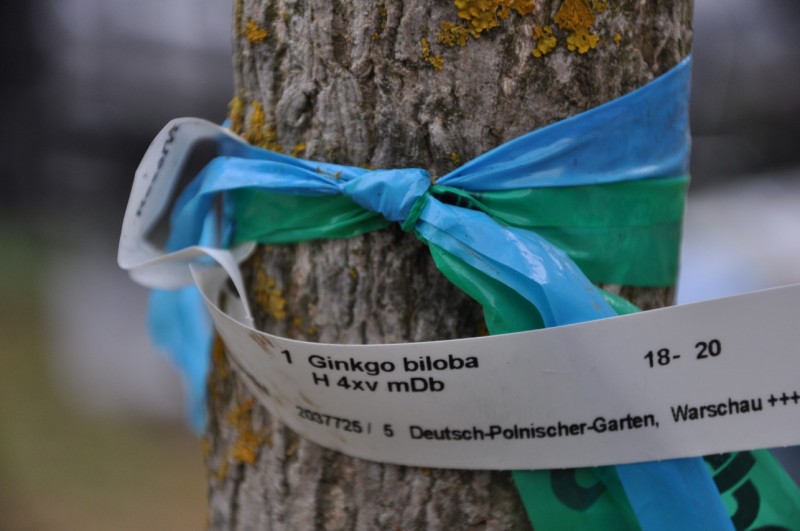 1 Ginkgo biloba 18- 20
H 4xv mDb
2037725 / 5 Deutsch-Polnischer-Garten, Warschau +++